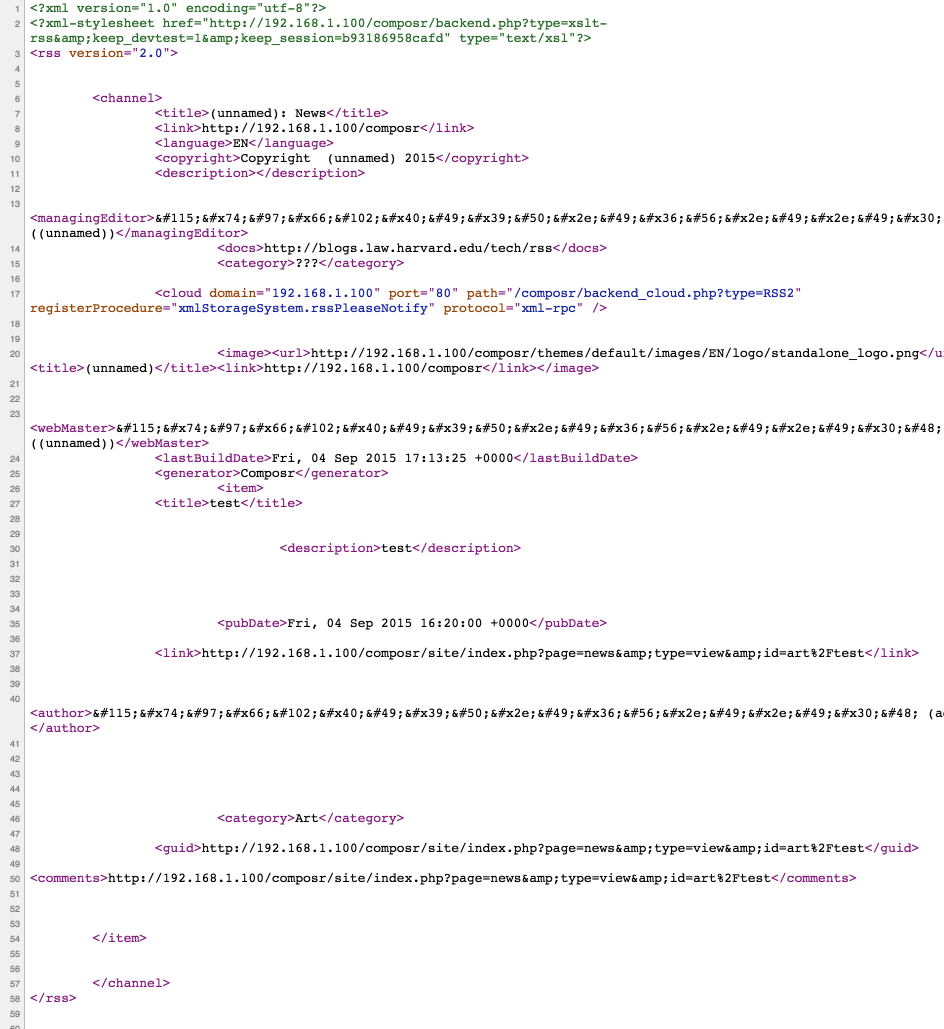 1 <?xml version="1.0" encoding="utf-8"?>
2 <?xml-stylesheet href="http://192.168.1.100/composr/backend.php?type=xslt-
rss&amp;keep_devtest=1&amp;keep_session=b93186958cafd" type="text/xsl"?>
3 <rss version="2.0">
4
5
6 <channel>
7 <title>(unnamed): News</title>
8 <link>http://192.168.1.100/composr</link>
9 <language>EN</language>
10 <copyright>Copyright  (unnamed) 2015</copyright>
11 <description></description>
12
13
<managingEditor>&#115;&#x74;&#97;&#x66;&#102;&#x40;&#49;&#x39;&#50;&#x2e;&#49;&#x36;&#56;&#x2e;&#49;&#x2e;&#49;&#x30;
((unnamed))</managingEditor>
14 <docs>http://blogs.law.harvard.edu/tech/rss</docs>
15 <category>???</category>
16
17 <cloud domain="192.168.1.100" port="80" path="/composr/backend_cloud.php?type=RSS2"
registerProcedure="xmlStorageSystem.rssPleaseNotify" protocol="xml-rpc" />
18
19
20 <image><url>http://192.168.1.100/composr/themes/default/images/EN/logo/standalone_logo.png</u
<title>(unnamed)</title><link>http://192.168.1.100/composr</link></image>
21
22
23
<webMaster>&#115;&#x74;&#97;&#x66;&#102;&#x40;&#49;&#x39;&#50;&#x2e;&#49;&#x36;&#56;&#x2e;&#49;&#x2e;&#49;&#x30;&#48;
((unnamed))</webMaster>
24 <lastBuildDate>Fri, 04 Sep 2015 17:13:25 +0000</lastBuildDate>
25 <generator>Composr</generator>
26 <item>
27 <title>test</title>
28
29
30 <description>test</description>
31
32
33
34
35 <pubDate>Fri, 04 Sep 2015 16:20:00 +0000</pubDate>
36
37 <link>http://192.168.1.100/composr/site/index.php?page=news&amp;type=view&amp;id=art%2Ftest</link>
38
39
40
<author>&#115;&#x74;&#97;&#x66;&#102;&#x40;&#49;&#x39;&#50;&#x2e;&#49;&#x36;&#56;&#x2e;&#49;&#x2e;&#49;&#x30;&#48; (a
</author>
41
42
43
44
45
46 <category>Art</category>
47
48 <guid>http://192.168.1.100/composr/site/index.php?page=news&amp;type=view&amp;id=art%2Ftest</guid>
49
50 <comments>http://192.168.1.100/composr/site/index.php?page=news&amp;type=view&amp;id=art%2Ftest</comments>
51
52
53
54 </item>
55
56
57 </channel>
58 </rss>
59
60